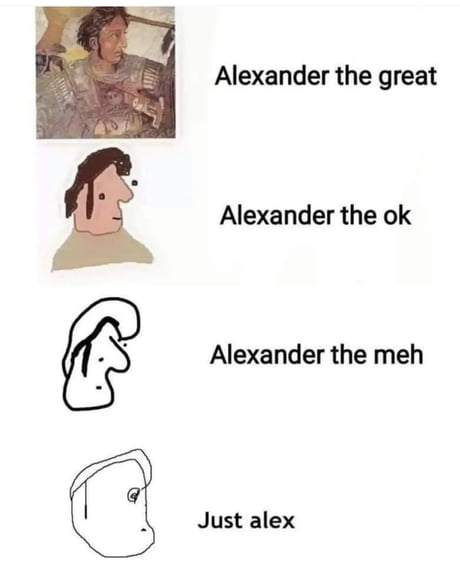 Alexander the great
Alexander the ok
Alexander the meh
Just alex